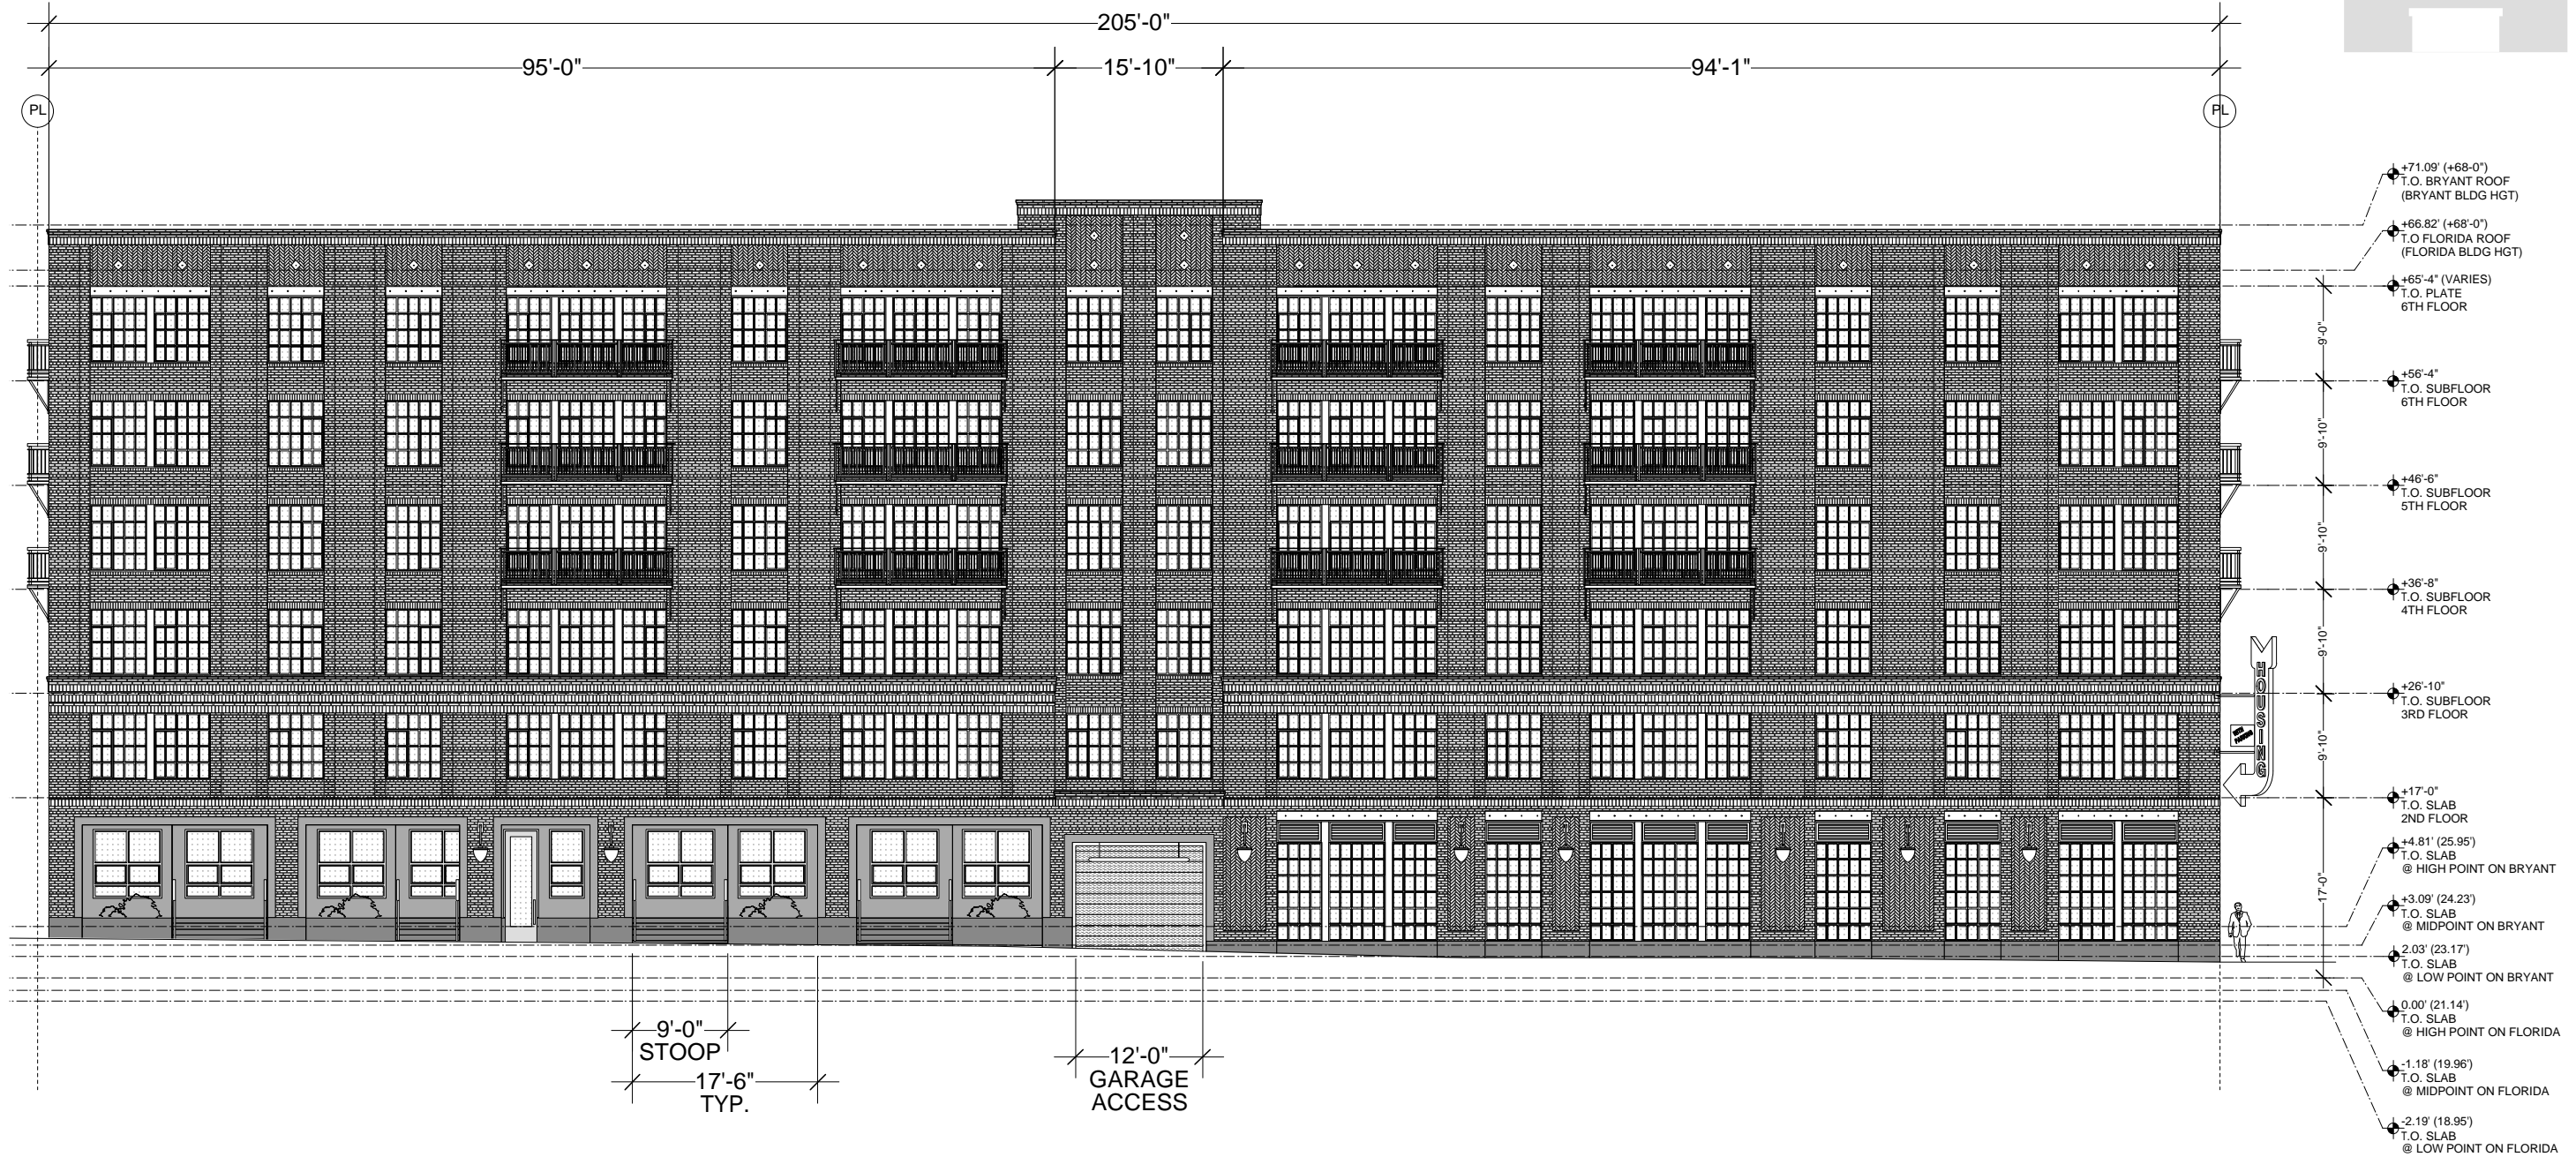 205'-0"
95'-0"
15'-10"
94'-1"
PL
PL
+71.09' (+68-0")
T.O. BRYANT ROOF
(BRYANT BLDG HGT)
+66.82' (+68'-0")
T.O FLORIDA ROOF
(FLORIDA BLDG HGT)
+65'-4" (VARIES)
T.O. PLATE
6TH FLOOR
9'-0"
+56'-4"
T.O. SUBFLOOR
6TH FLOOR
9'-10"
+46'-6"
T.O. SUBFLOOR
5TH FLOOR
9'-10"
+36'-8"
T.O. SUBFLOOR
4TH FLOOR
9'-10"
HOUSING
+26'-10"
T.O. SUBFLOOR
3RD FLOOR
9'-10"
+17'-0"
T.O. SLAB
2ND FLOOR
+4.81' (25.95')
T.O. SLAB
@ HIGH POINT ON BRYANT
17'-0"
+3.09' (24.23')
T.O. SLAB
@ MIDPOINT ON BRYANT
2.03' (23.17')
T.O. SLAB
@ LOW POINT ON BRYANT
0.00' (21.14')
T.O. SLAB
@ HIGH POINT ON FLORIDA
-1.18' (19.96')
T.O. SLAB
@ MIDPOINT ON FLORIDA
-2.19' (18.95')
T.O. SLAB
@ LOW POINT ON FLORIDA
9'-0"
STOOP
17'-6"
TYP.
12'-0"
GARAGE
ACCESS